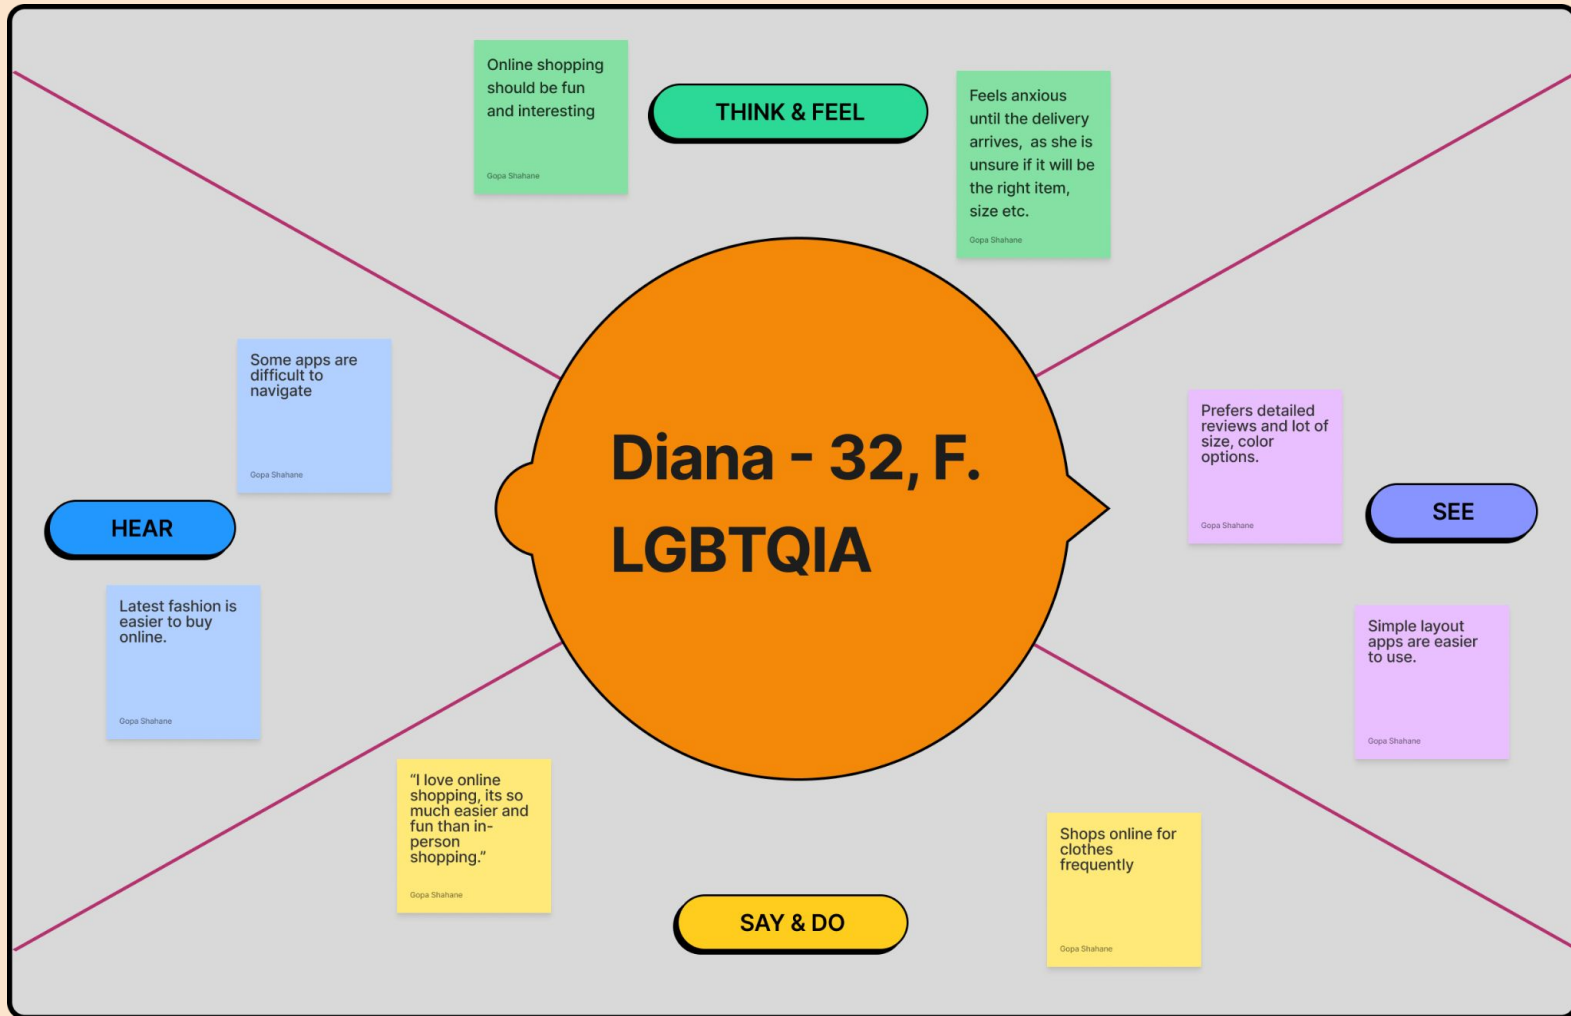 Online shopping
should be fun
and interesting
Gopa Shahane
THINK & FEEL
Feels anxious
until the delivery
arrives,  as she is
unsure if it will be
the right item,
size etc.
Gopa Shahane
Some apps are
difficult to
navigate
Gopa Shahane
HEAR
Latest fashion is
easier to buy
online.
Gopa Shahane
Diana - 32, F.
LGBTQIA
Prefers detailed
reviews and lot of
size, color
options.
Gopa Shahane
SEE
Simple layout
apps are easier
to use.
Gopa Shahane
“I love online
shopping, its so
much easier and
fun than in-
person
shopping.”
Gopa Shahane
SAY & DO
Shops online for
clothes
frequently
Gopa Shahane